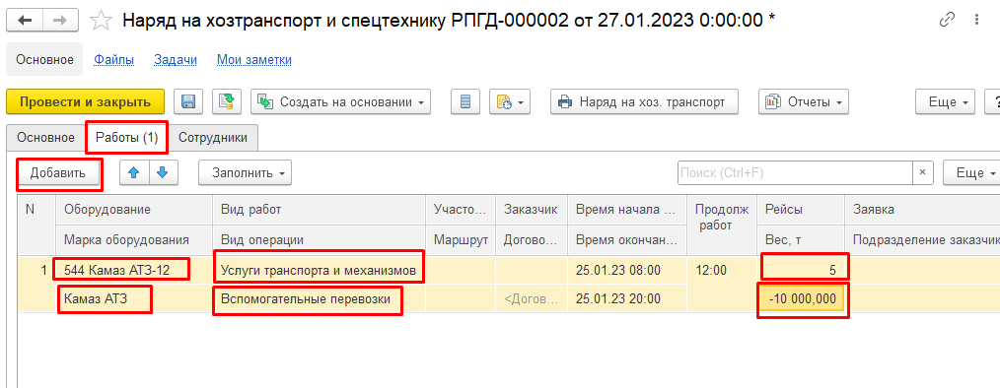 Наряд на хозтранспорт и спецтехнику РПГД-000002 от 27.01.2023 0:00:00 *
Основное Файлы Задачи Мои заметки
Провести и закрыть Создать на основании Наряд на хоз. транспорт Отчеты Еще ?
Основное Работы (1) Сотрудники
Добавить Заполнить Поиск (Ctrl+F) × Еще
N Оборудование Вид работ Участо... Заказчик Время начала ... Продолж работ Рейсы Заявка
Марка оборудования Вид операции Маршрут Догово... Время окончан... Вес, т Подразделение заказчик
1 544 Камаз АТЗ-12 Услуги транспорта и механизмов 25.01.23 08:00 12:00 5
Камаз АТЗ Вспомогательные перевозки <Догов... 25.01.23 20:00 -10 000,000